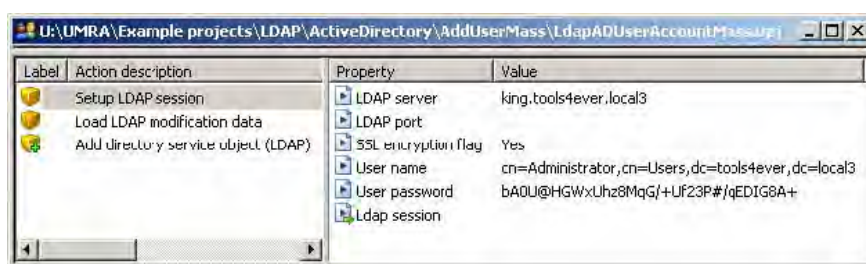 U:\UMRA\Example projects\LDAP\ActiveDirectory\AddUserMass\LdapADUserAccountMass.upj
Label Action description Property Value
Setup LDAP session LDAP server king.tools4ever.local3
Load LDAP modification data LDAP port
Add directory service object (LDAP) SSL encryption flag Yes
User name cn=Administrator,cn=Users,dc=tools4ever,dc=local3
User password bA0U@HGWxUhz8MqG/+Uf23P#/qEDIG8A+
Ldap session